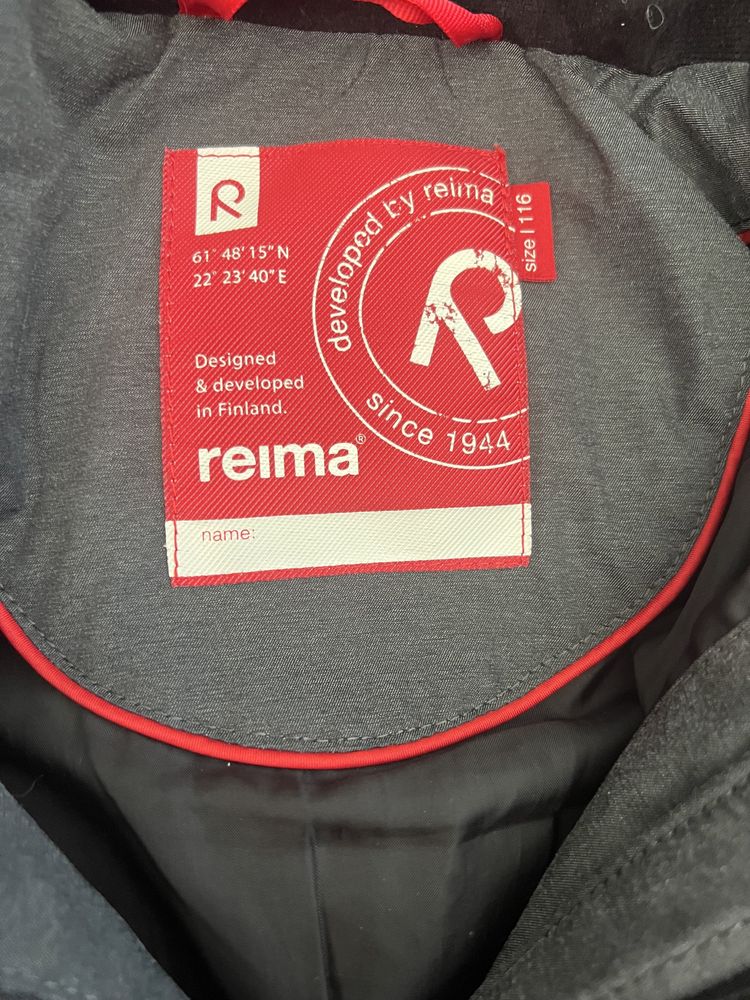 61° 48' 15" N
22° 23' 40" E
Designed
& developed
in Finland.
reima®
name:
developed by reima
since 1944
size | 116